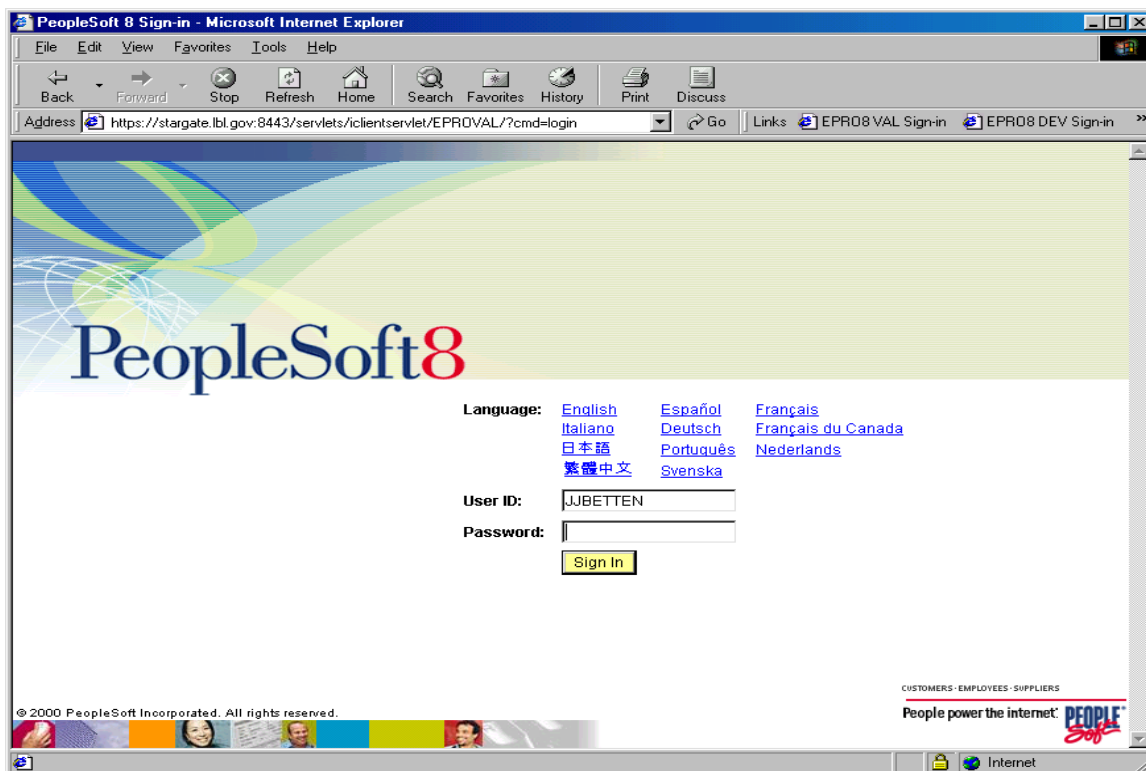 PeopleSoft 8 Sign-in - Microsoft Internet Explorer
File Edit View Favorites Tools Help
Back Forward Stop Refresh Home Search Favorites History Print Discuss
Address https://stargate.lbl.gov:8443/servlets/iclientservlet/EPROVAL/?cmd=login Go Links EPRO8 VAL Sign-in EPRO8 DEV Sign-in »
PeopleSoft8
Language: English Español Français
Italiano Deutsch Français du Canada
日本語 Português Nederlands
繁體中文 Svenska
User ID: JJBETTEN
Password:
Sign In
CUSTOMERS · EMPLOYEES · SUPPLIERS
© 2000 PeopleSoft Incorporated. All rights reserved.
People power the internet.™
PEOPLE Soft
Internet